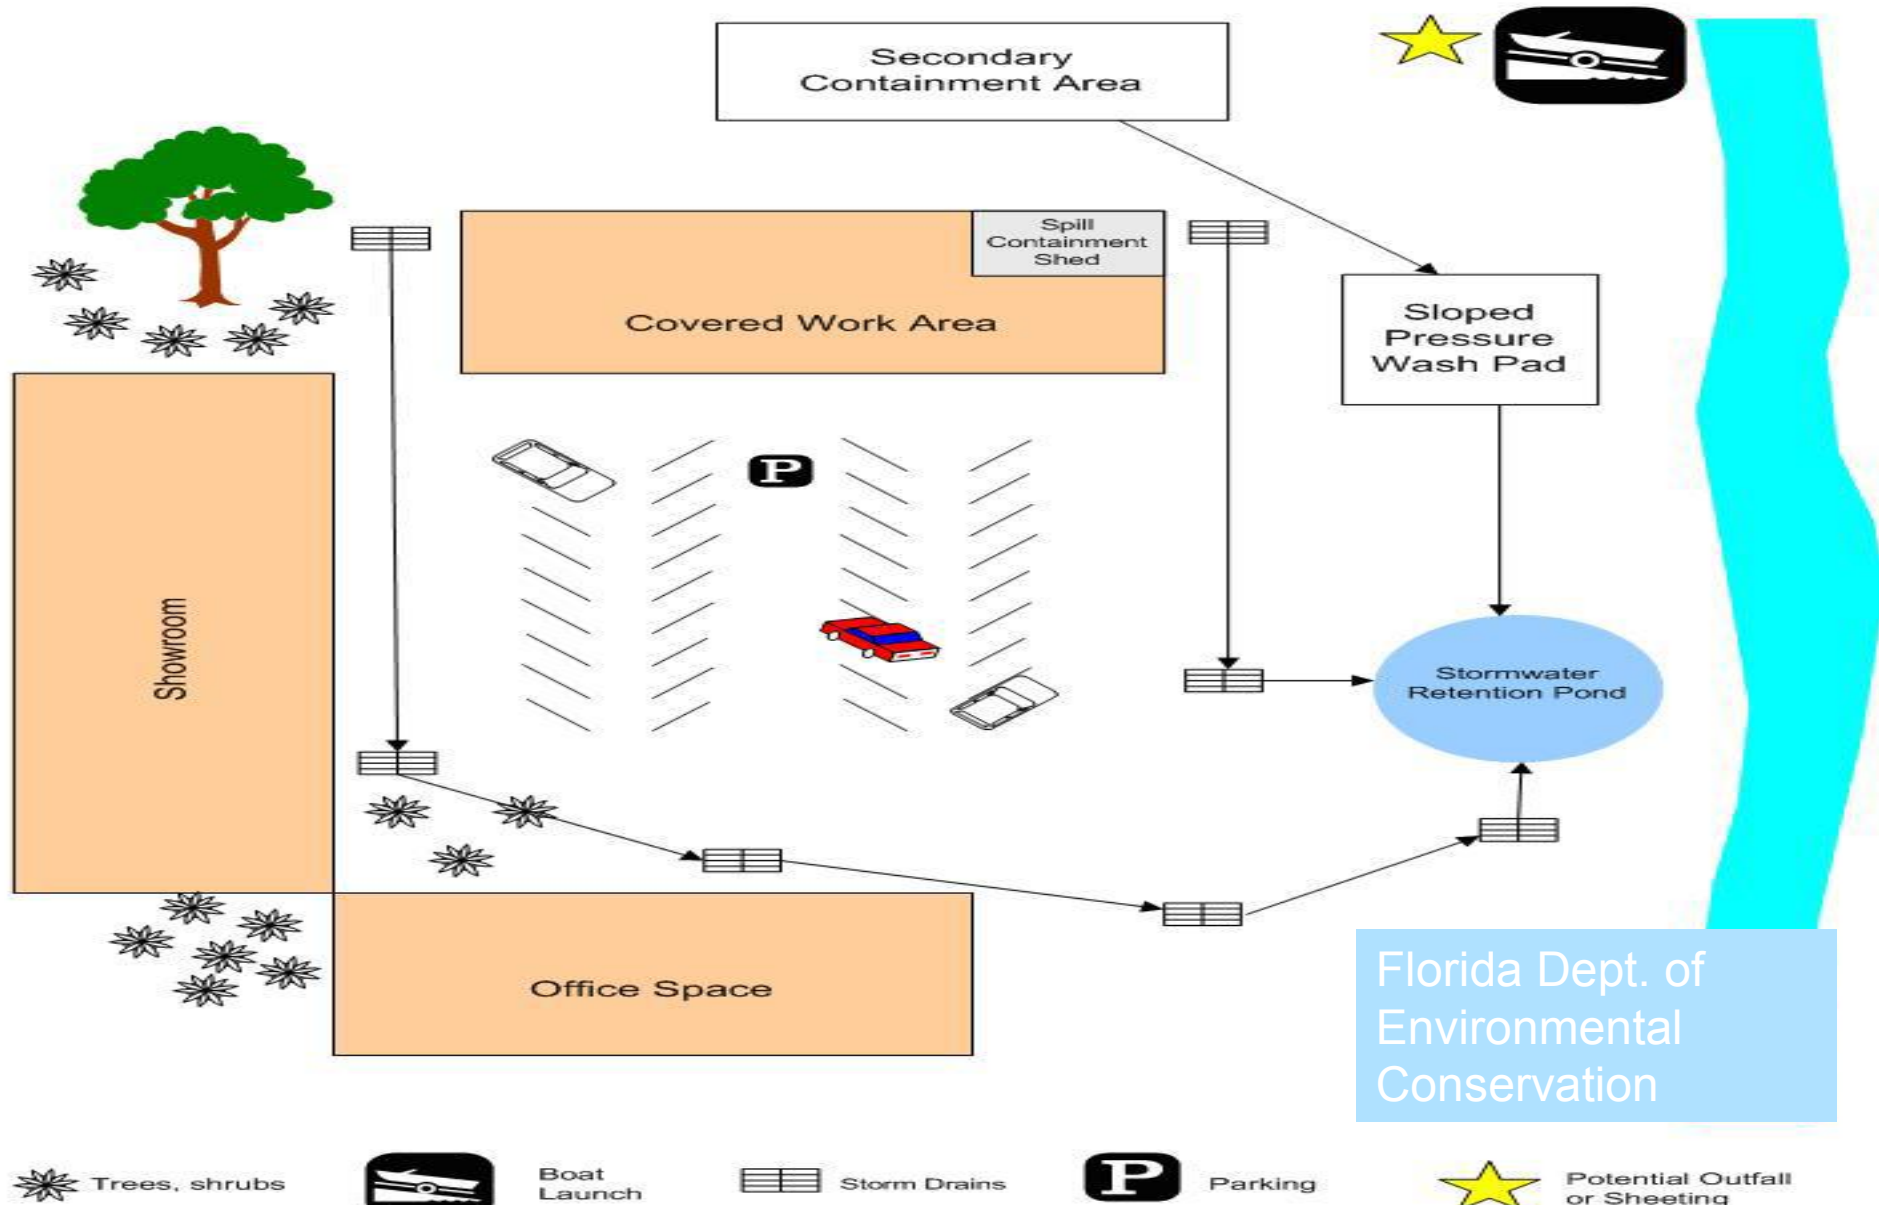 Secondary
Containment Area
Spill
Containment
Shed
Covered Work Area
Sloped
Pressure
Wash Pad
P
Showroom
Stormwater
Retention Pond
Office Space
Florida Dept. of
Environmental
Conservation
Trees, shrubs
Boat
Launch
Storm Drains
P
Parking
Potential Outfall
or Sheeting